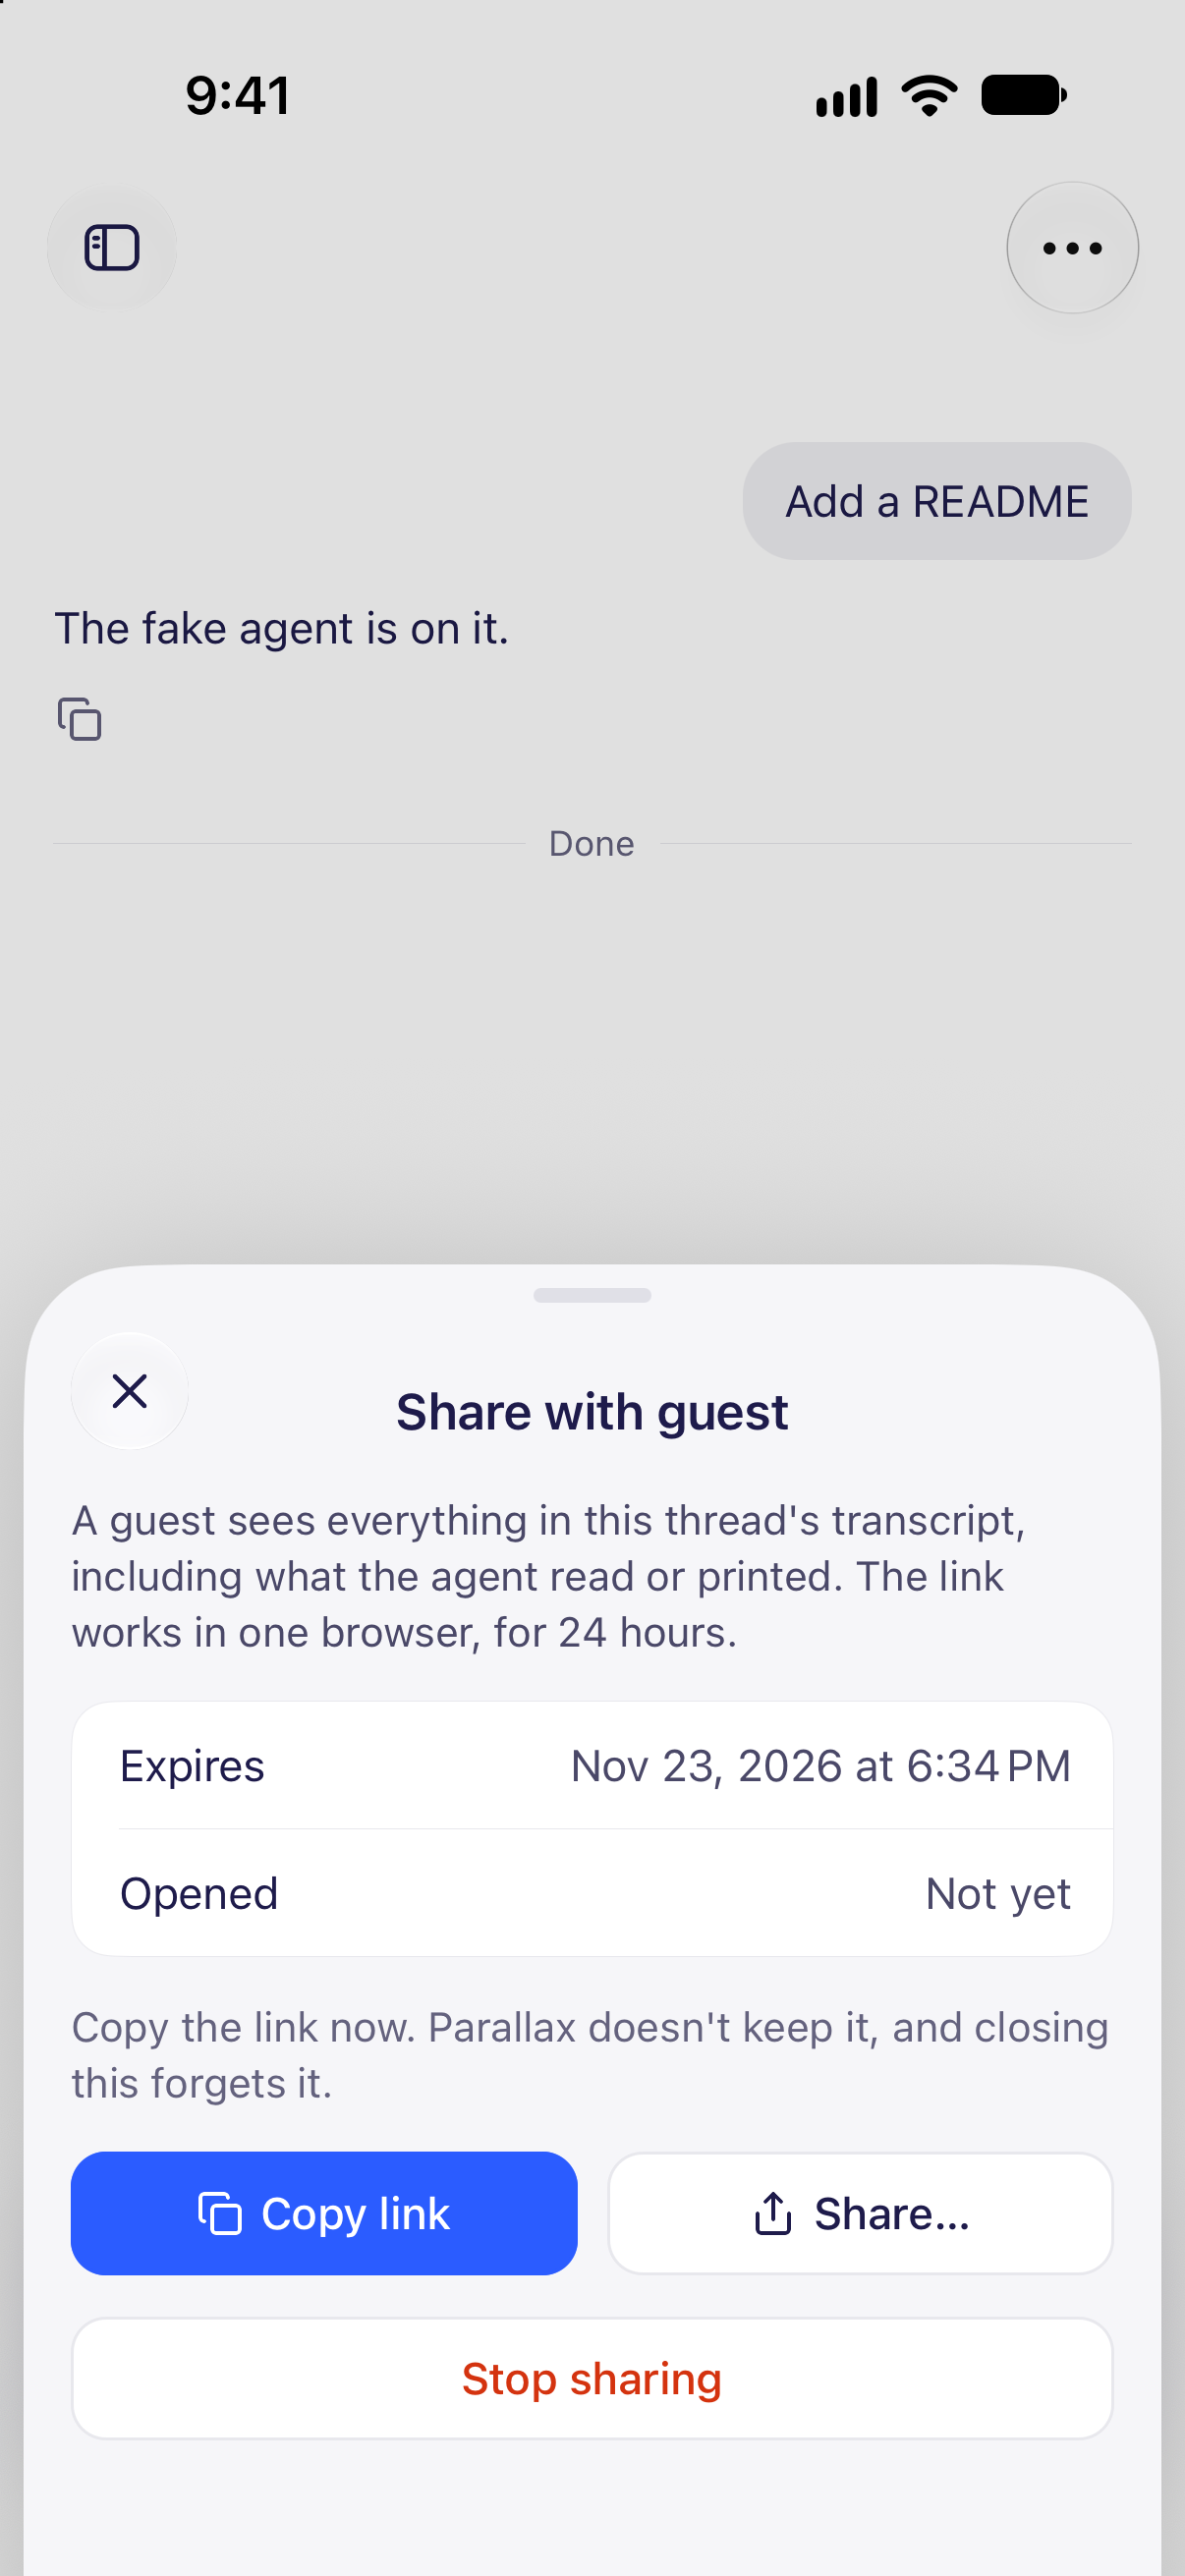 9:41
Add a README
The fake agent is on it.
Done
Share with guest
A guest sees everything in this thread's transcript,
including what the agent read or printed. The link
works in one browser, for 24 hours.
Expires Nov 23, 2026 at 6:34 PM
Opened Not yet
Copy the link now. Parallax doesn't keep it, and closing
this forgets it.
Copy link Share...
Stop sharing